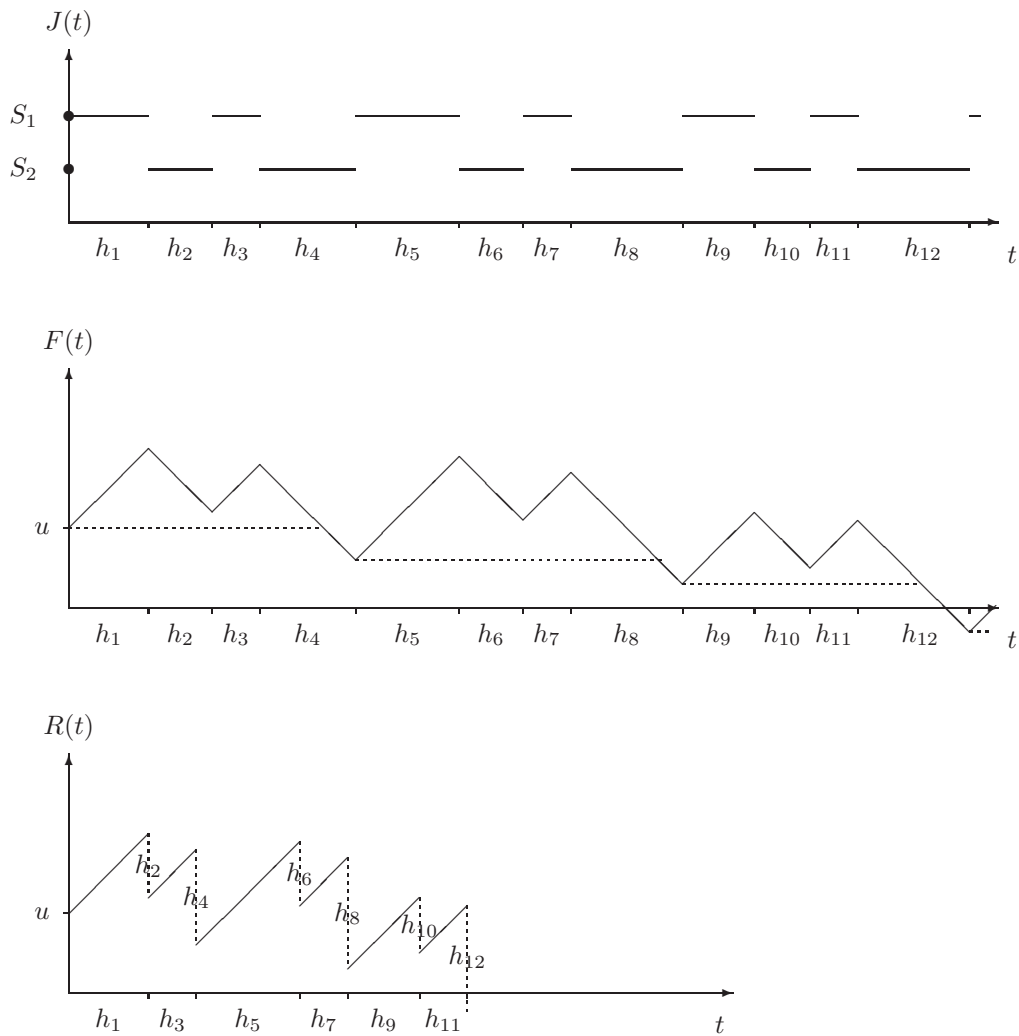 J(t)
S₁
S₂
h₁ h₂ h₃ h₄ h₅ h₆ h₇ h₈ h₉ h₁₀ h₁₁ h₁₂ t
F(t)
u
h₁ h₂ h₃ h₄ h₅ h₆ h₇ h₈ h₉ h₁₀ h₁₁ h₁₂ t
R(t)
h₂ h₄ h₆ h₈ h₁₀ h₁₂
u
h₁ h₃ h₅ h₇ h₉ h₁₁ t